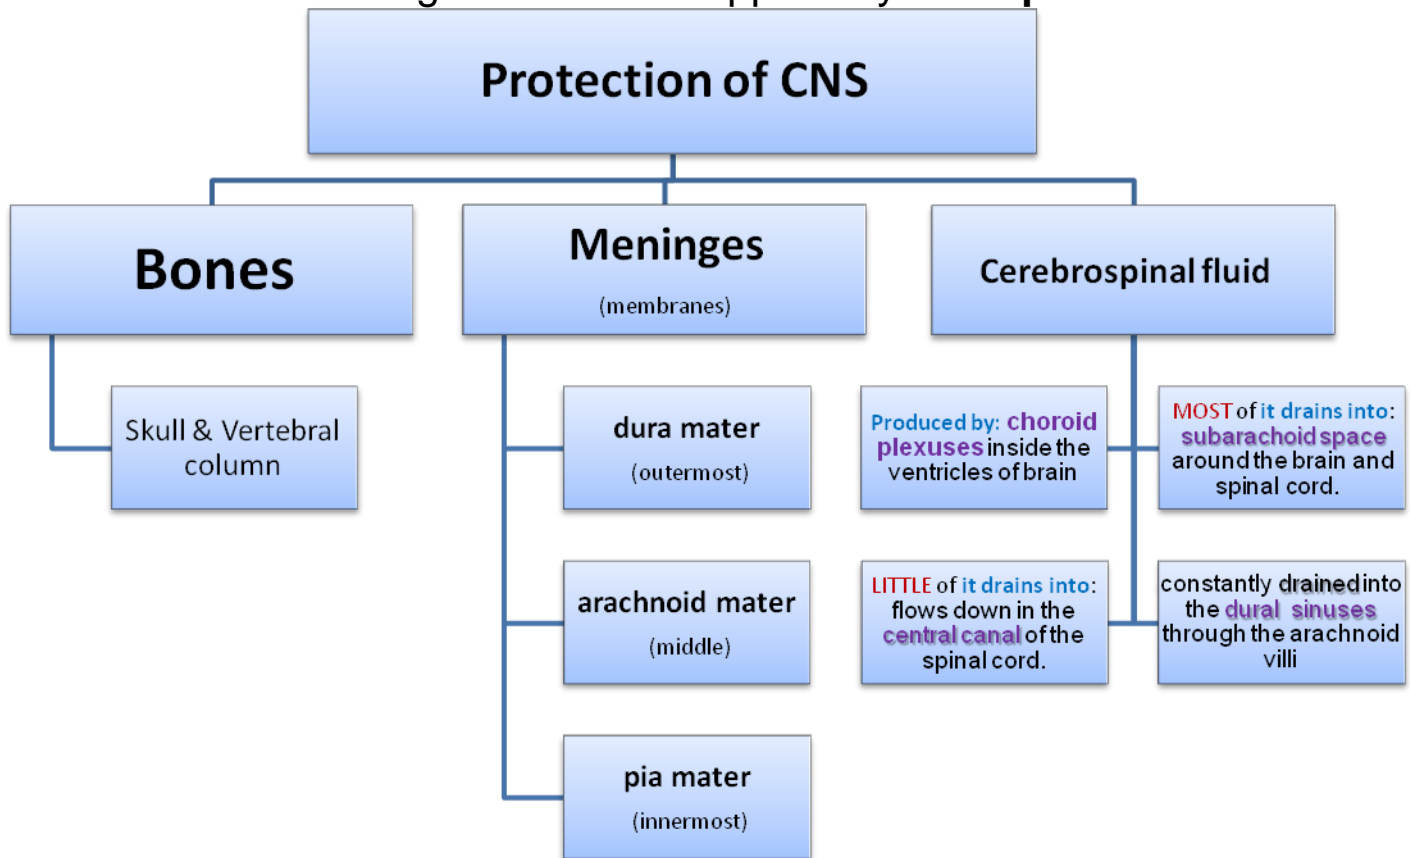 Protection of CNS
Bones
Skull & Vertebral
column
Meninges
(membranes)
dura mater
(outermost)
arachnoid mater
(middle)
pia mater
(innermost)
Cerebrospinal fluid
Produced by: choroid
plexuses inside the
ventricles of brain
MOST of it drains into:
subarachoid space
around the brain and
spinal cord.
LITTLE of it drains into:
flows down in the
central canal of the
spinal cord.
constantly drained into
the dural sinuses
through the arachnoid
villi